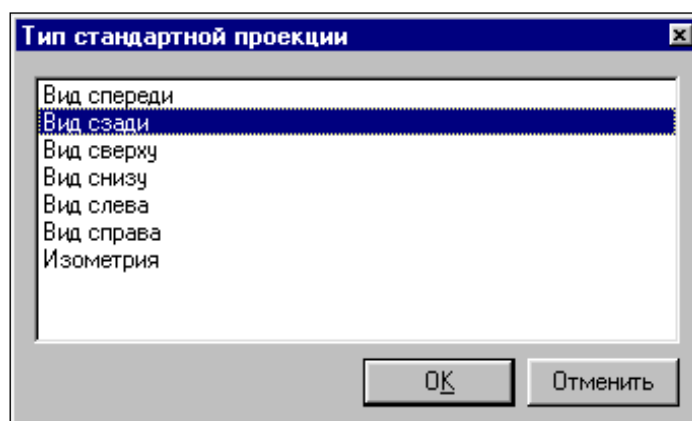 Тип стандартной проекции
Вид спереди
Вид сзади
Вид сверху
Вид снизу
Вид слева
Вид справа
Изометрия
OK
Отменить